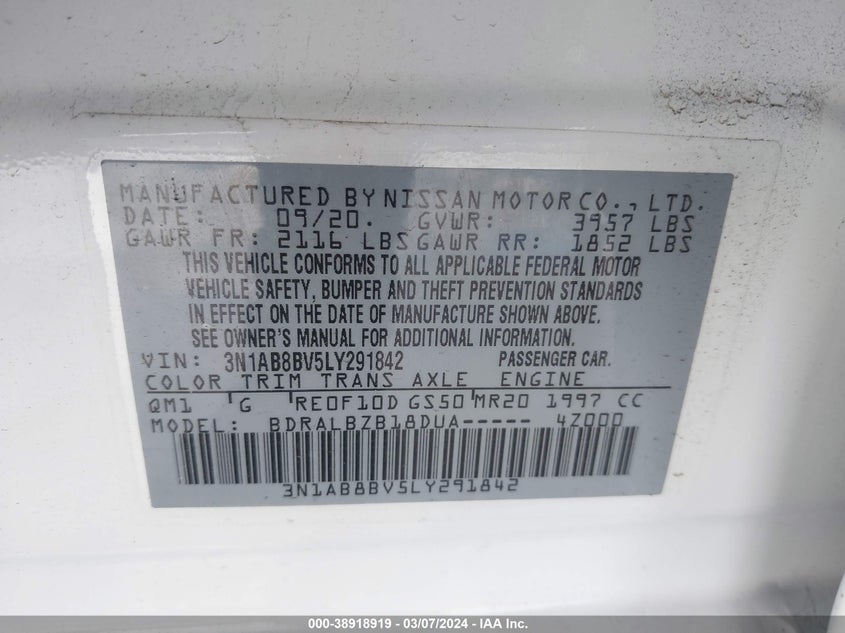 MANUFACTURED BY NISSAN MOTOR CO., LTD.
DATE: 09/20. GVWR: 3957 LBS
GAWR FR: 2116 LBS GAWR RR: 1852 LBS
THIS VEHICLE CONFORMS TO ALL APPLICABLE FEDERAL MOTOR
VEHICLE SAFETY, BUMPER AND THEFT PREVENTION STANDARDS
IN EFFECT ON THE DATE OF MANUFACTURE SHOWN ABOVE.
SEE OWNER'S MANUAL FOR ADDITIONAL INFORMATION.
VIN: 3N1AB8BV5LY291842 PASSENGER CAR.
COLOR TRIM TRANS AXLE ENGINE
QM1 G RE0F10D GS50 MR20 1997 CC
MODEL: BDRALBZB18DUA----- 4Z000
3N1AB8BV5LY291842
000-38918919 - 03/07/2024 - IAA Inc.